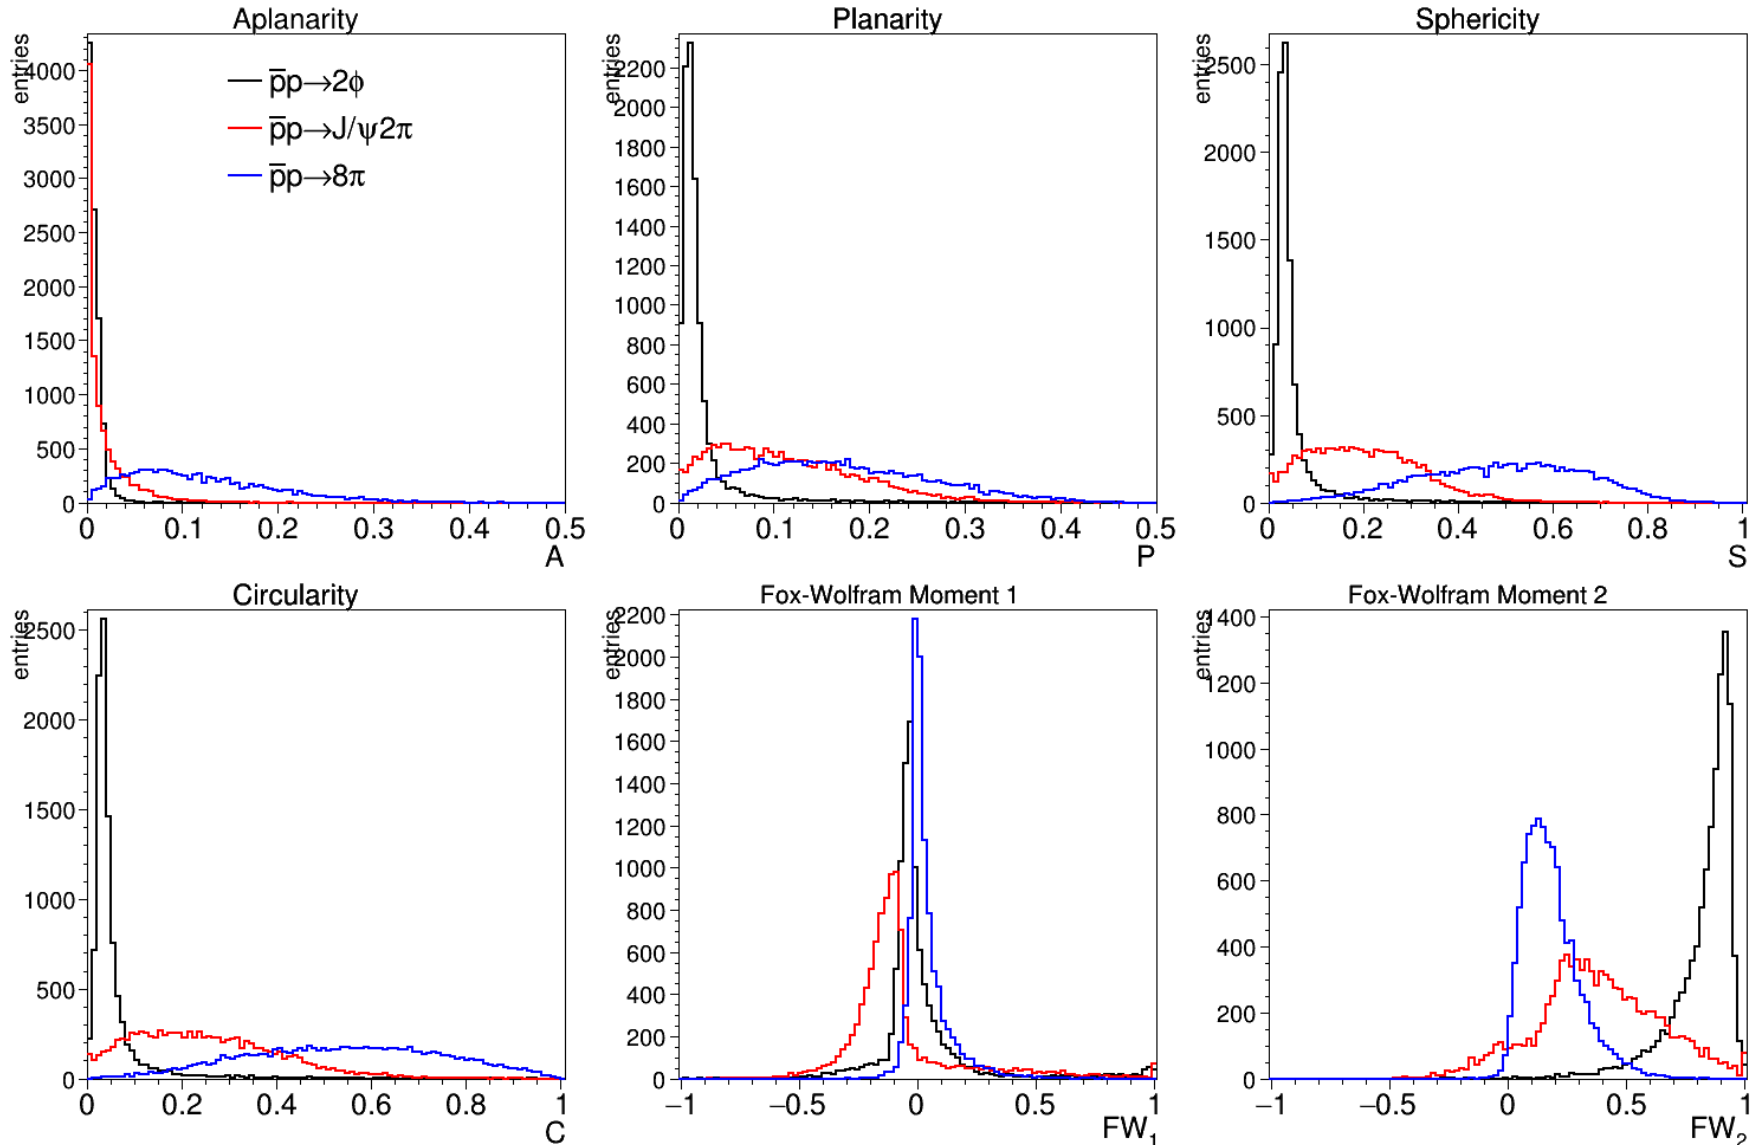 Aplanarity
entries
4000
3500
3000
2500
2000
1500
1000
500
0
0 0.1 0.2 0.3 0.4 0.5
A
p̅p→2ϕ
p̅p→J/ψ2π
p̅p→8π
Planarity
entries
2200
2000
1800
1600
1400
1200
1000
800
600
400
200
0
0 0.1 0.2 0.3 0.4 0.5
P
Sphericity
entries
2500
2000
1500
1000
500
0
0 0.2 0.4 0.6 0.8 1
S
Circularity
entries
2500
2000
1500
1000
500
0
0 0.2 0.4 0.6 0.8 1
C
Fox-Wolfram Moment 1
entries
2200
2000
1800
1600
1400
1200
1000
800
600
400
200
0
−1 −0.5 0 0.5 1
FW₁
Fox-Wolfram Moment 2
entries
1400
1200
1000
800
600
400
200
0
−1 −0.5 0 0.5 1
FW₂